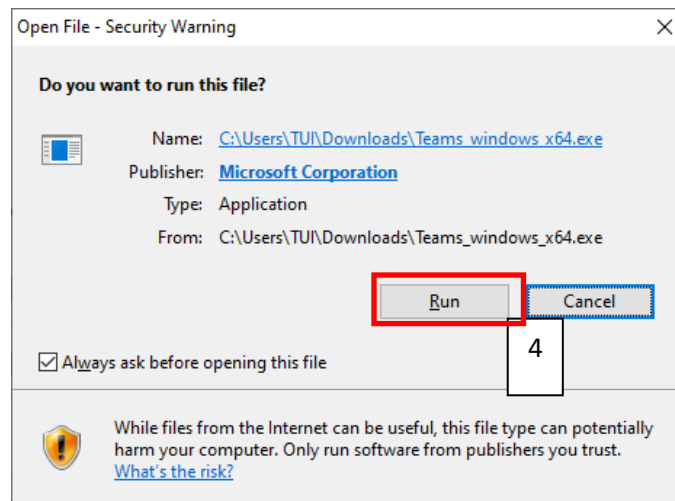 Open File - Security Warning
Do you want to run this file?
Name: C:\Users\TUI\Downloads\Teams_windows_x64.exe
Publisher: Microsoft Corporation
Type: Application
From: C:\Users\TUI\Downloads\Teams_windows_x64.exe
Run Cancel
4
Always ask before opening this file
While files from the Internet can be useful, this file type can potentially
harm your computer. Only run software from publishers you trust.
What's the risk?